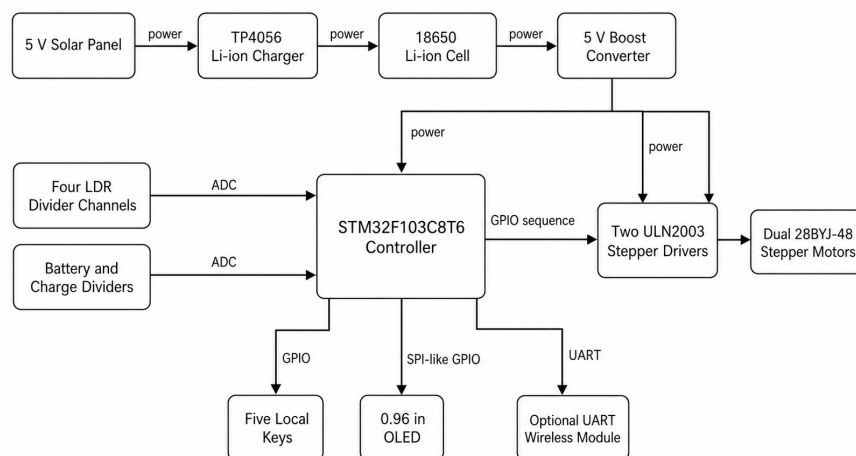 5 V Solar Panel
power
TP4056
Li-ion Charger
power
18650
Li-ion Cell
power
5 V Boost
Converter
power
power
Four LDR
Divider Channels
ADC
STM32F103C8T6
Controller
GPIO sequence
Two ULN2003
Stepper Drivers
Dual 28BYJ-48
Stepper Motors
Battery and
Charge Dividers
ADC
GPIO
SPI-like GPIO
UART
Five Local
Keys
0.96 in
OLED
Optional UART
Wireless Module